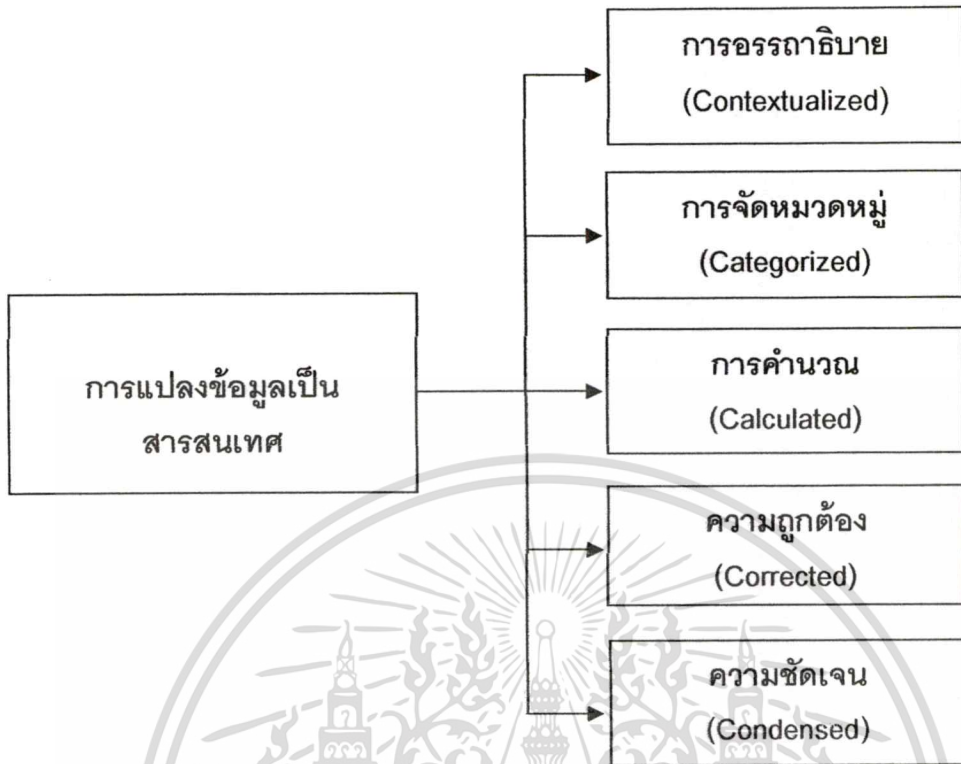 การอรรถาธิบาย
(Contextualized)
การจัดหมวดหมู่
(Categorized)
การแปลงข้อมูลเป็น
สารสนเทศ
การคำนวณ
(Calculated)
ความถูกต้อง
(Corrected)
ความชัดเจน
(Condensed)